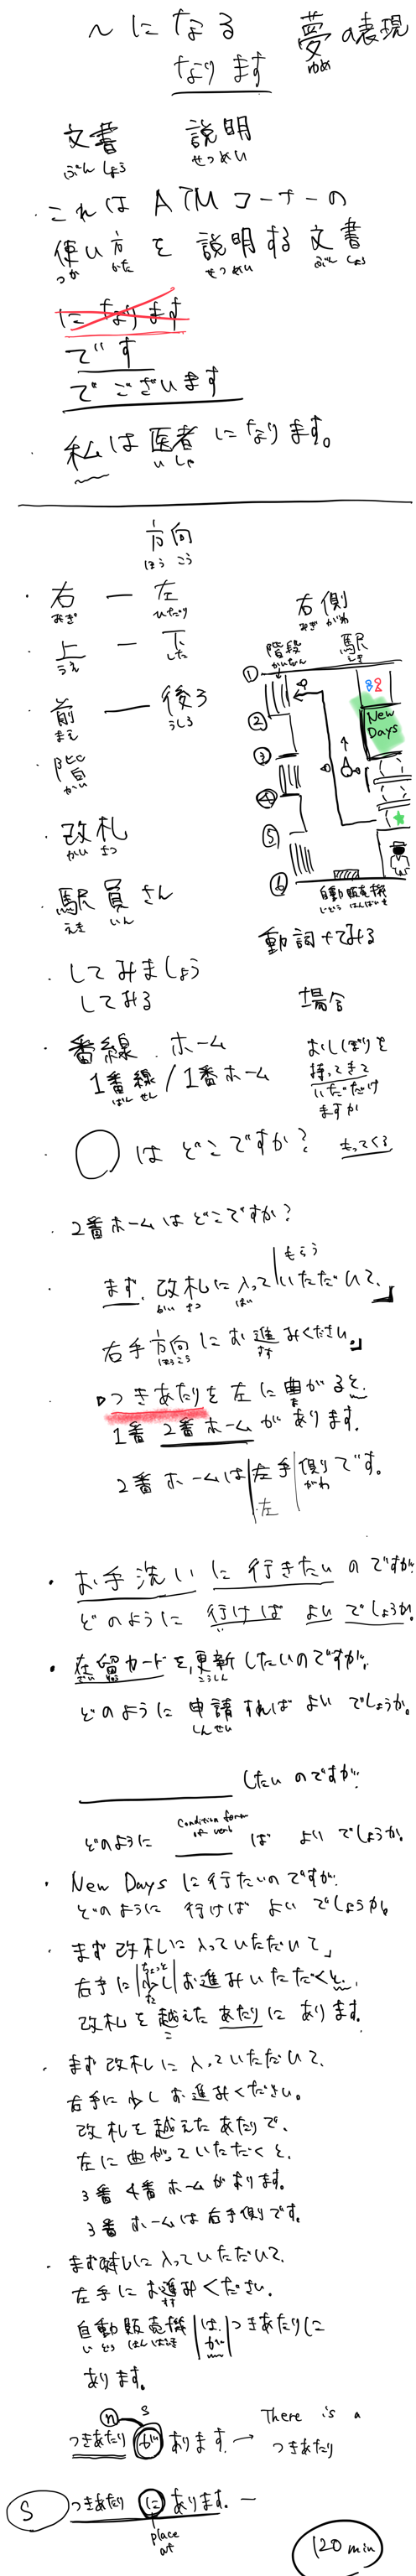 ～になる 夢の表現
ゆめ
なります
文書 説明
ぶんしょう せつめい
・これは ATMコーナーの
使い方 を 説明する 文書
つか かた せつめい ぶんしょ
になります
です
でございます
・私は医者になります。
いしゃ
方向
ほうこう
・右 ー 左
みぎ ひだり
・上 ー 下
うえ した
・前 ー 後ろ
まえ うしろ
・階
かい
・改札
かいさつ
・駅員さん
えきいん
右側
みぎ がわ
階段 駅
かいだん えき
①
②
③
④
⑤
⑥
New
Days
自動販売機
じどうはんばいき
動詞+てみる
・してみましょう
してみる
場合
・番線 ホーム
1番線/1番ホーム
ばんせん
おしぼりを
持ってきて
いただけ
ますか
もってくる
・◯はどこですか?
・2番ホームはどこですか?
もらう
・まず、改札に入っていただいて、」
かいさつ はい
右手方向にお進みください。」
ほうこう すす
つきあたりを左に曲がると、
ま
1番 2番ホームがあります。
2番ホームは左手側です。
がわ
左
・お手洗いに行きたいのですが
どのように行けばよいでしょうか。
・在留カードを更新したいのですが、
ざいりゅう こうしん
どのように申請すればよいでしょうか。
しんせい
したいのですが、
Condition form
of verb
どのように ば よいでしょうか。
・New Days に行たいのですが、
どのように 行けば よいでしょうか。
・まず改札に入っていただいて」
ちょっと
右手に少しお進みいただくと、
改札を越えたあたりにあります。
こ
・まず改札に入っていただいて、
右手に少しお進みください。
改札を越えたあたりで、
左に曲がっていただくと、
3番 4番ホームがあります。
3番ホームは右手側です。
・まず改札に入っていただいて、
左手にお進みください。
すす
自動販売機は つきあたりに
じどうはんばいき が
あります。
n s
つきあたり が あります。→ There is a
つきあたり
S つきあたり に あります。ー
place
at
120 min